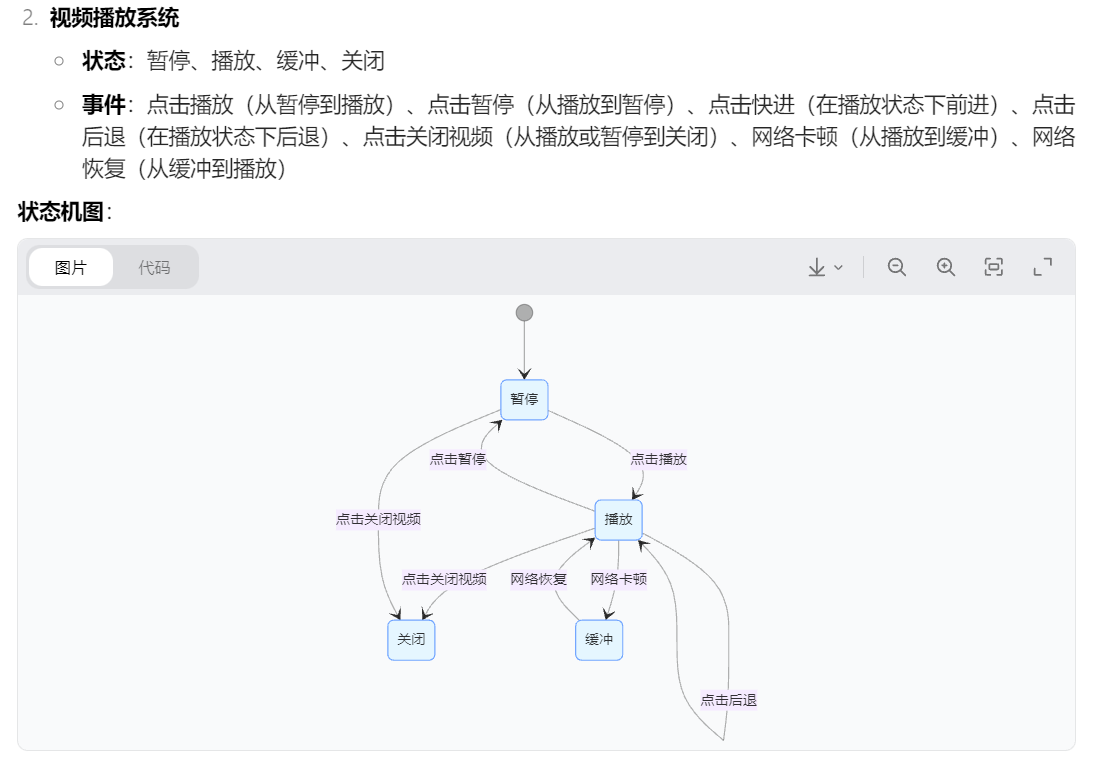 2. 视频播放系统
○ 状态：暂停、播放、缓冲、关闭
○ 事件：点击播放（从暂停到播放）、点击暂停（从播放到暂停）、点击快进（在播放状态下前进）、点击
后退（在播放状态下后退）、点击关闭视频（从播放或暂停到关闭）、网络卡顿（从播放到缓冲）、网络
恢复（从缓冲到播放）
状态机图：
图片 代码
暂停
点击暂停 点击播放
点击关闭视频 播放
点击关闭视频 网络恢复 网络卡顿
关闭 缓冲
点击后退